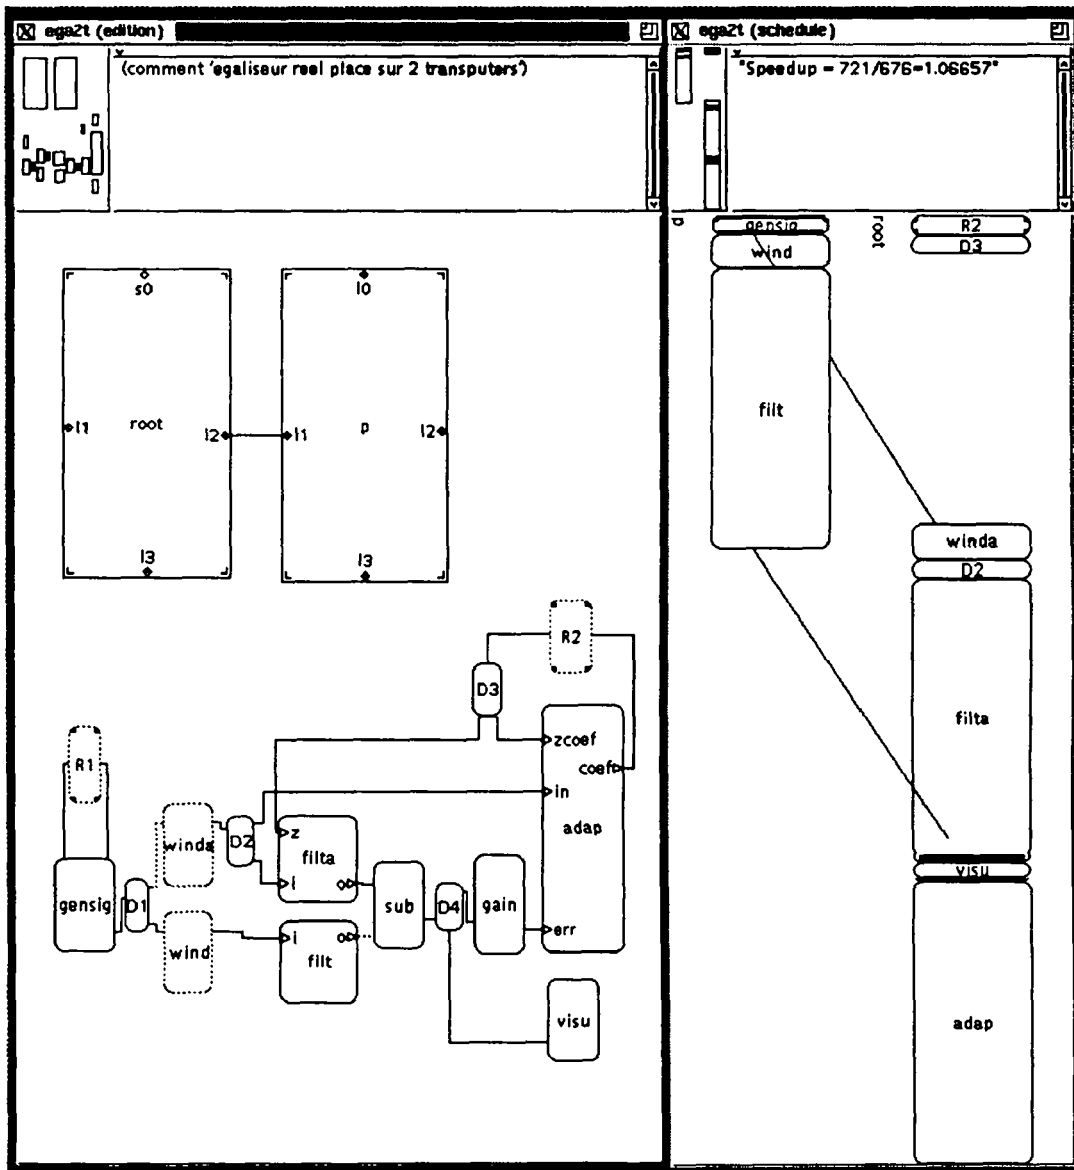 ega2t (edition)
(comment 'egaliseur reel place sur 2 transputers')
s0
l1
root
l2
l3
l0
l1
p
l2
l3
R2
D3
zcoef
coef
in
adap
err
R1
gensig
D1
winda
wind
D2
z
filta
i
o
i
o
filt
sub
D4
gain
visu
ega2t (schedule)
"Speedup = 721/676=1.06657"
p
gensig
wind
filt
root
R2
D3
winda
D2
filta
visu
adap